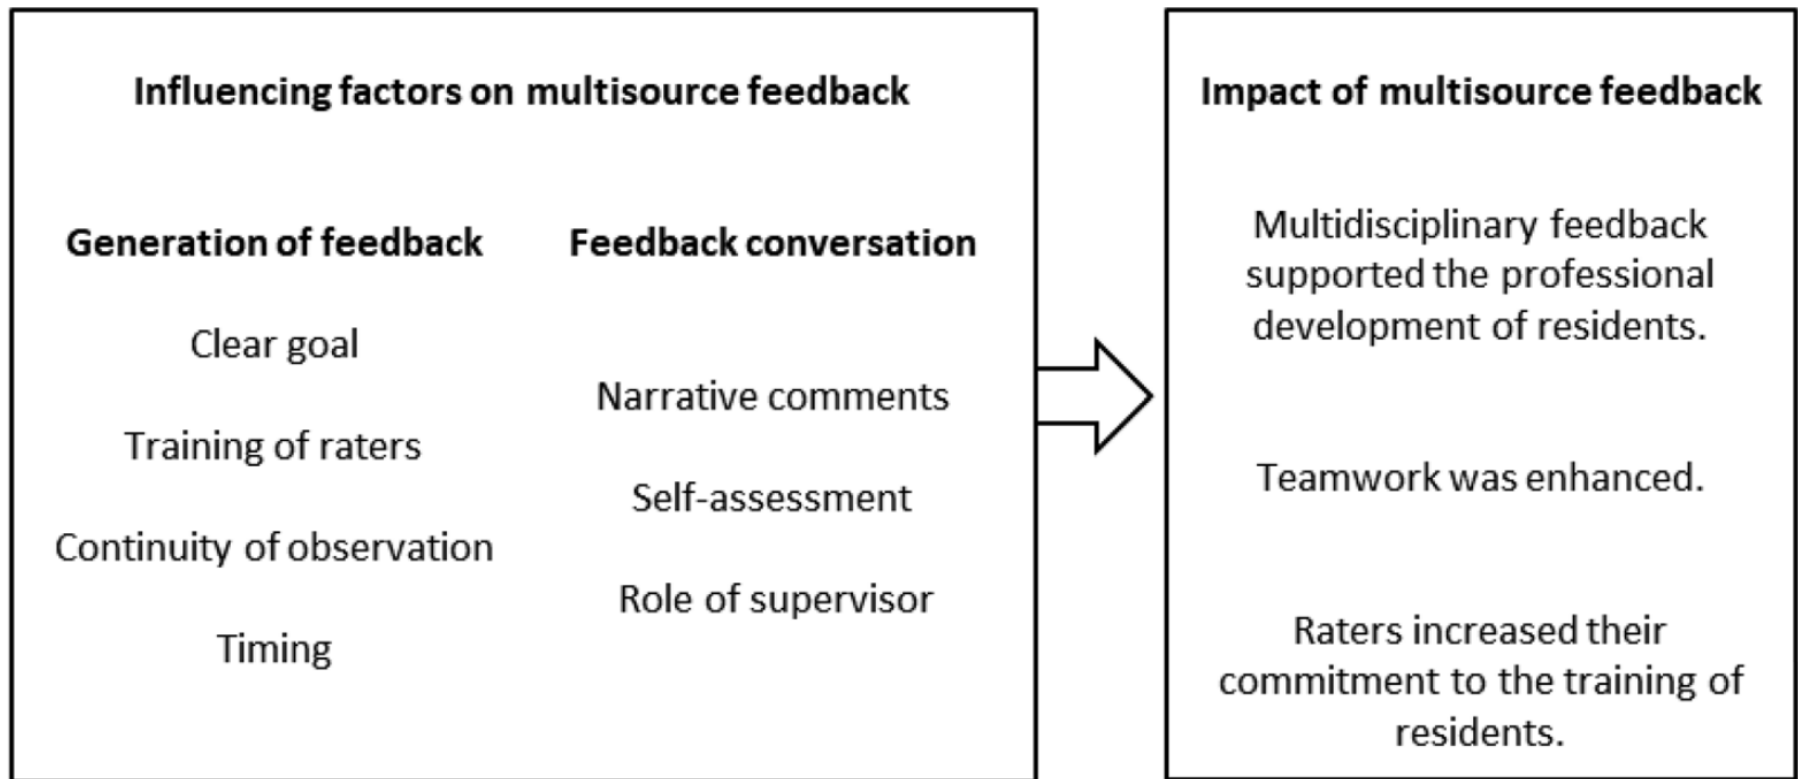 Influencing factors on multisource feedback
Generation of feedback
Clear goal
Training of raters
Continuity of observation
Timing
Feedback conversation
Narrative comments
Self-assessment
Role of supervisor
Impact of multisource feedback
Multidisciplinary feedback
supported the professional
development of residents.
Teamwork was enhanced.
Raters increased their
commitment to the training of
residents.